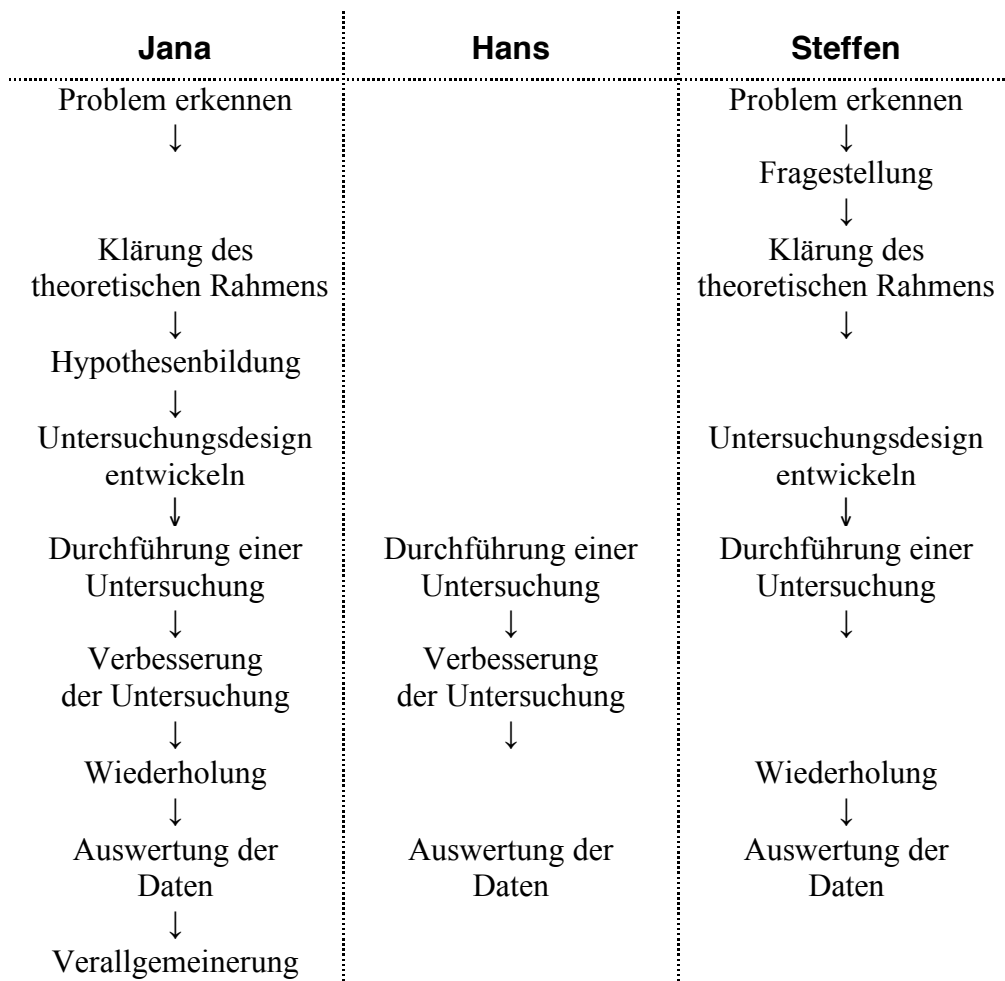 Jana Hans Steffen
Problem erkennen Problem erkennen
↓ ↓
Fragestellung
↓
Klärung des Klärung des
theoretischen Rahmens theoretischen Rahmens
↓ ↓
Hypothesenbildung
↓
Untersuchungsdesign Untersuchungsdesign
entwickeln entwickeln
↓ ↓
Durchführung einer Durchführung einer Durchführung einer
Untersuchung Untersuchung Untersuchung
↓ ↓ ↓
Verbesserung Verbesserung
der Untersuchung der Untersuchung
↓ ↓
Wiederholung Wiederholung
↓ ↓
Auswertung der Auswertung der Auswertung der
Daten Daten Daten
↓
Verallgemeinerung